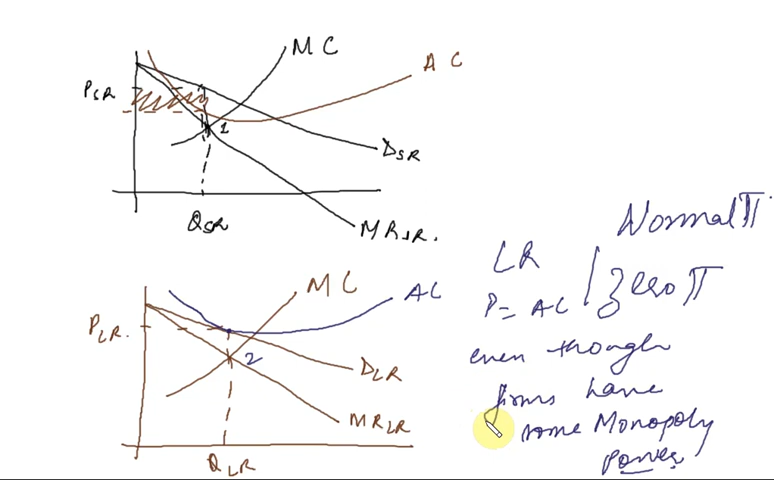 MC
AC
PSR
1
DSR
QSR
MRSR.
Normal π.
LR
P = AC / Zero π
even though
firms have
some Monopoly
power
MC
AC
PLR.
2
DLR
MRLR
QLR